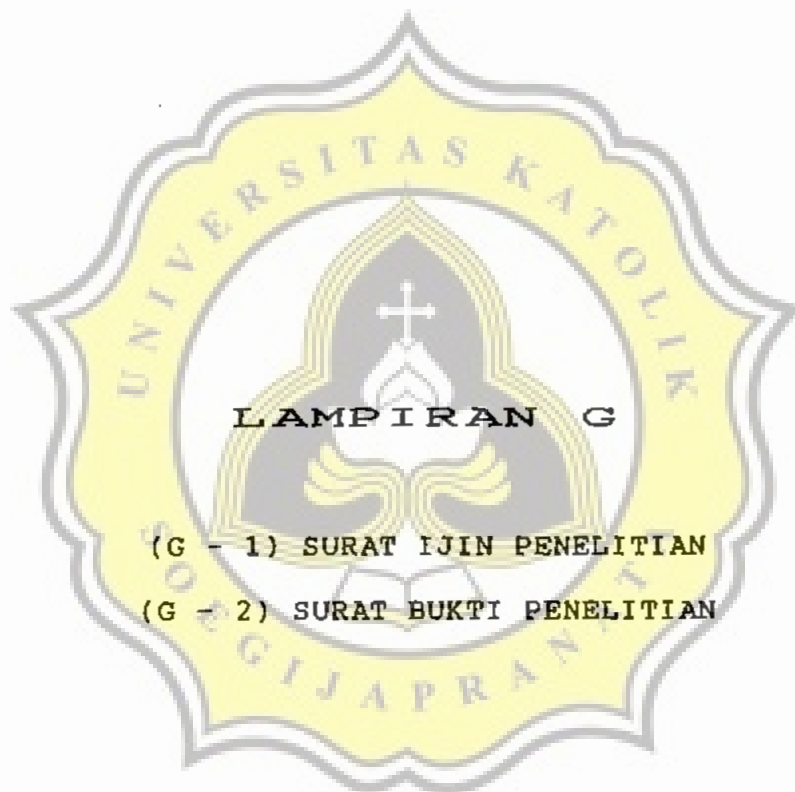 UNIVERSITAS KATOLIK
LAMPIRAN G
(G - 1) SURAT IJIN PENELITIAN
(G - 2) SURAT BUKTI PENELITIAN
SOEGIJAPRANATA